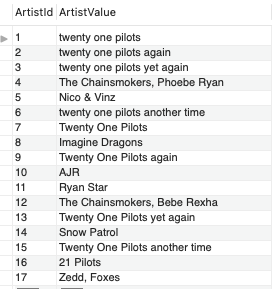 ArtistId ArtistValue
1 twenty one pilots
2 twenty one pilots again
3 twenty one pilots yet again
4 The Chainsmokers, Phoebe Ryan
5 Nico & Vinz
6 twenty one pilots another time
7 Twenty One Pilots
8 Imagine Dragons
9 Twenty One Pilots again
10 AJR
11 Ryan Star
12 The Chainsmokers, Bebe Rexha
13 Twenty One Pilots yet again
14 Snow Patrol
15 Twenty One Pilots another time
16 21 Pilots
17 Zedd, Foxes